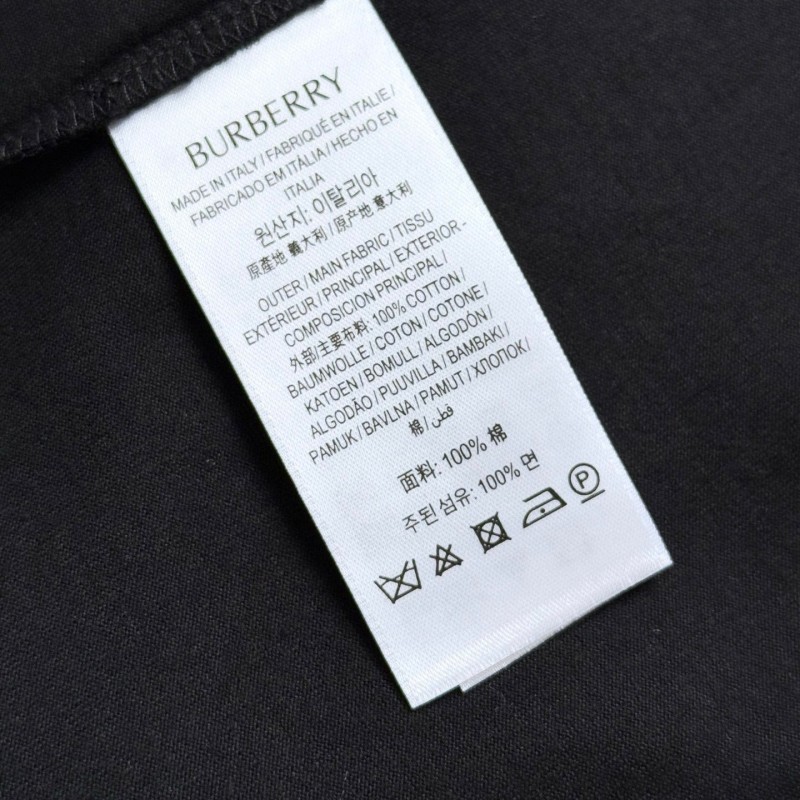 BURBERRY
MADE IN ITALY / FABRIQUÉ EN ITALIE /
FABRICADO EM ITÁLIA / HECHO EN
ITALIA
원산지: 이탈리아
原產地 義大利 / 原产地 意大利
OUTER / MAIN FABRIC / TISSU
EXTÉRIEUR / PRINCIPAL / EXTERIOR -
COMPOSICION PRINCIPAL /
外部/主要布料: 100% COTTON /
BAUMWOLLE / COTON / COTONE /
KATOEN / BOMULL / ALGODÓN /
ALGODÃO / PUUVILLA / BAMBAKI /
PAMUK / BAVLNA / PAMUT / ХЛОПОК /
棉 / قطن
面料: 100% 棉
주된 섬유: 100% 면
P